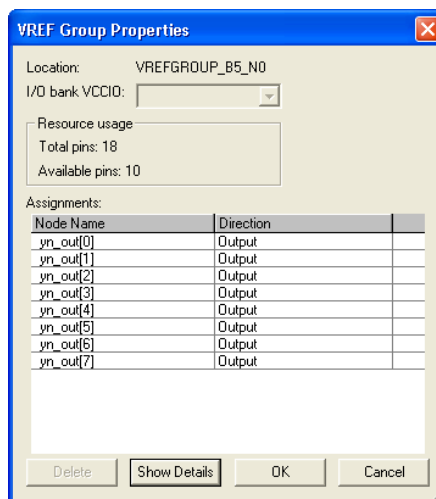 VREF Group Properties
Location: VREFGROUP_B5_N0
I/O bank VCCIO:
Resource usage
Total pins: 18
Available pins: 10
Assignments:
Node Name Direction
yn_out[0] Output
yn_out[1] Output
yn_out[2] Output
yn_out[3] Output
yn_out[4] Output
yn_out[5] Output
yn_out[6] Output
yn_out[7] Output
Delete Show Details OK Cancel